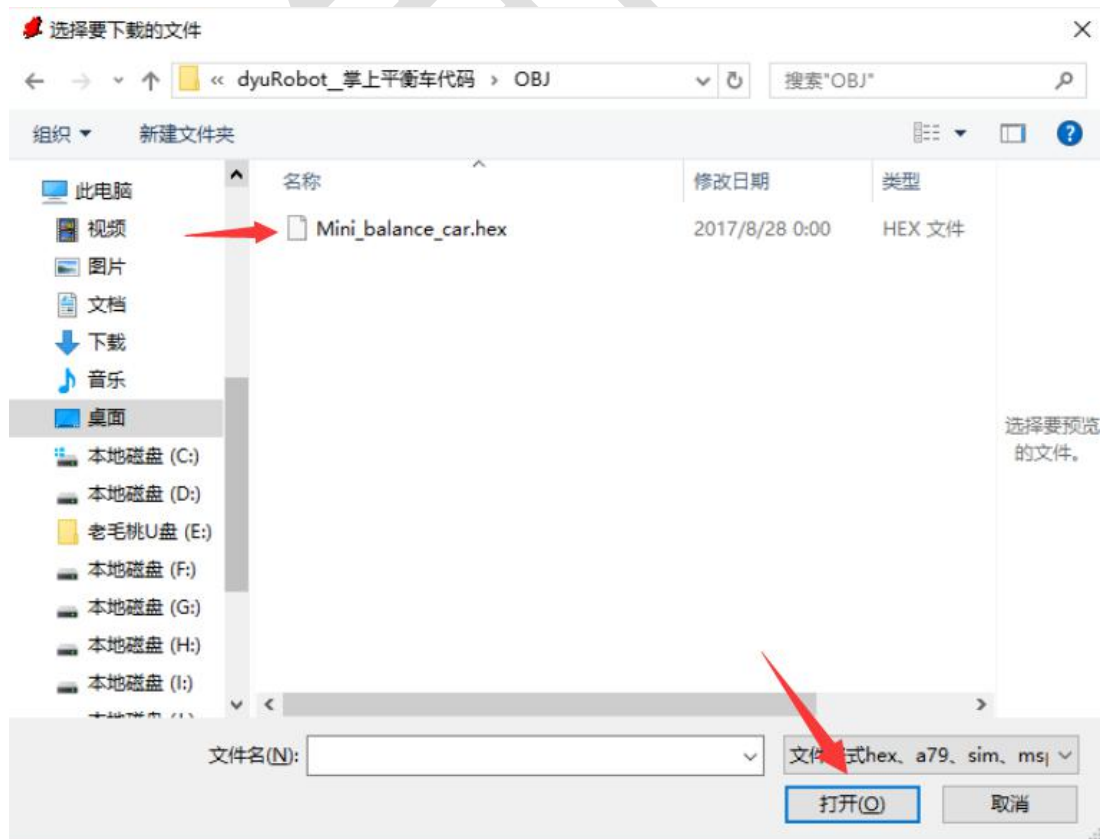 选择要下载的文件
« dyuRobot__掌上平衡车代码 › OBJ
搜索"OBJ"
组织
新建文件夹
名称
修改日期
类型
此电脑
视频
图片
文档
下载
音乐
桌面
本地磁盘 (C:)
本地磁盘 (D:)
老毛桃U盘 (E:)
本地磁盘 (F:)
本地磁盘 (G:)
本地磁盘 (H:)
本地磁盘 (I:)
Mini_balance_car.hex
2017/8/28 0:00
HEX 文件
选择要预览
的文件。
文件名(N):
文件 式hex、a79、sim、
打开(O)
取消